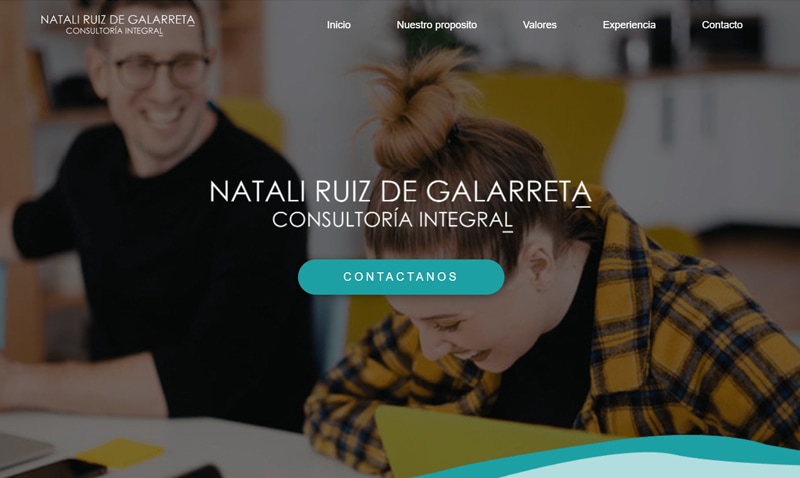 NATALI RUIZ DE GALARRETA
CONSULTORÍA INTEGRAL
Inicio
Nuestro proposito
Valores
Experiencia
Contacto
NATALI RUIZ DE GALARRETA
CONSULTORÍA INTEGRAL
CONTACTANOS